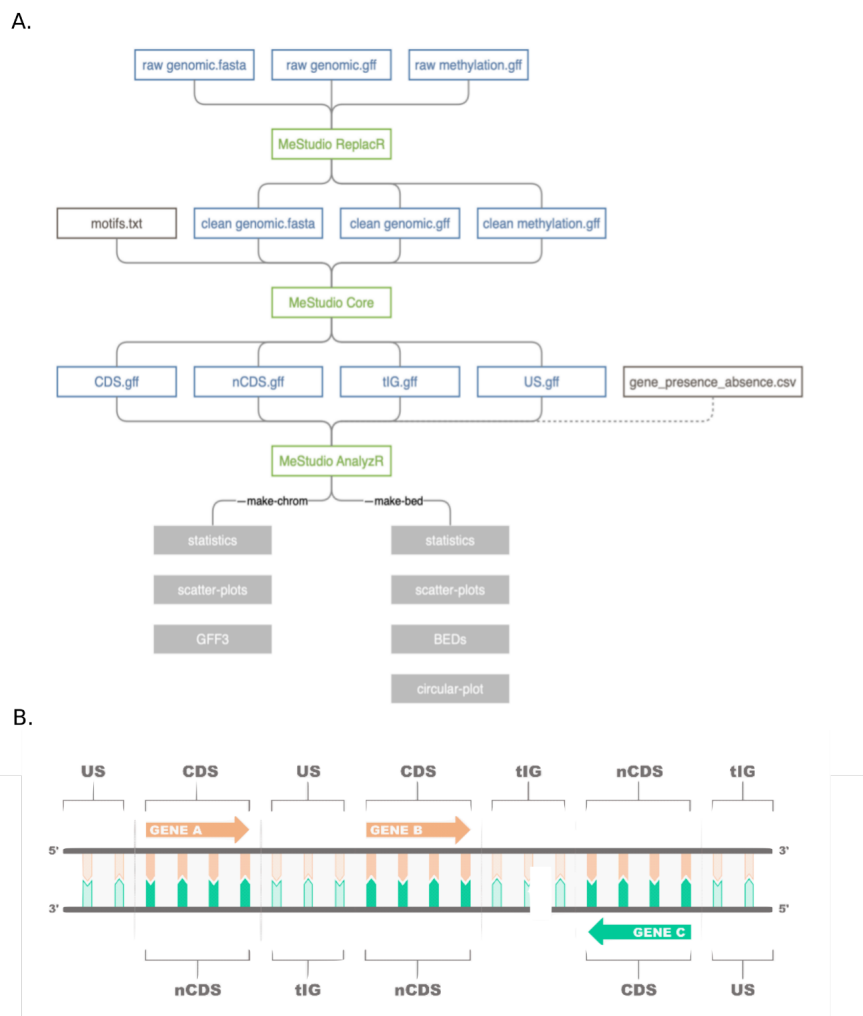 A.
raw genomic.fasta raw genomic.gff raw methylation.gff
MeStudio ReplacR
motifs.txt clean genomic.fasta clean genomic.gff clean methylation.gff
MeStudio Core
CDS.gff nCDS.gff tIG.gff US.gff gene_presence_absence.csv
MeStudio AnalyzR
—make-chrom —make-bed
statistics statistics
scatter-plots scatter-plots
GFF3 BEDs
circular-plot
B.
US CDS US CDS tIG nCDS tIG
GENE A GENE B
5' 3'
3' 5'
GENE C
nCDS tIG nCDS CDS US